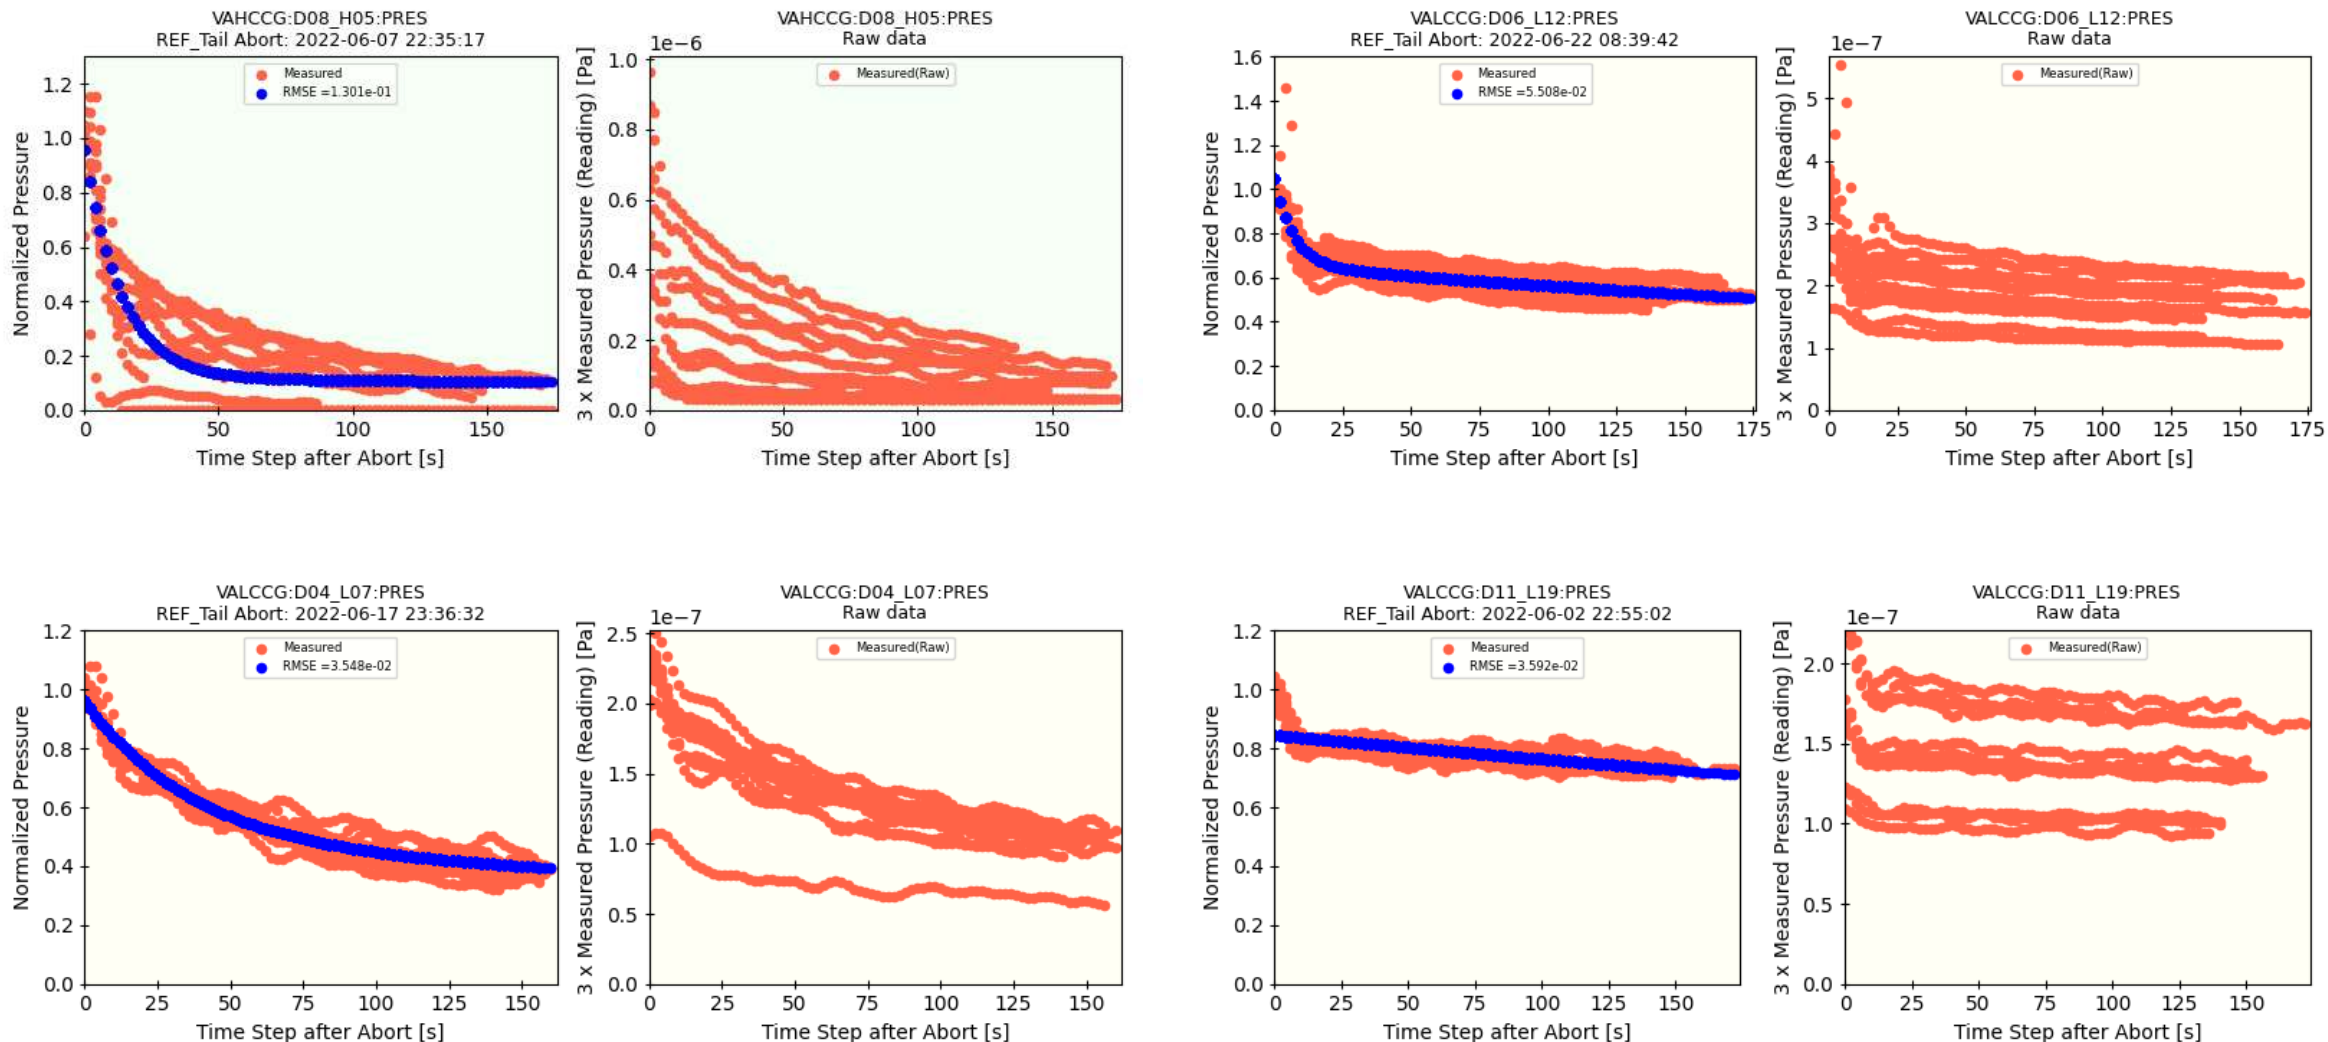 VAHCCG:D08_H05:PRES
REF_Tail Abort: 2022-06-07 22:35:17
Normalized Pressure
1.2
1.0
0.8
0.6
0.4
0.2
0.0
Measured
RMSE =1.301e-01
0 50 100 150
Time Step after Abort [s]
VAHCCG:D08_H05:PRES
Raw data
1e−6
3 x Measured Pressure (Reading) [Pa]
1.0
0.8
0.6
0.4
0.2
0.0
Measured(Raw)
0 50 100 150
Time Step after Abort [s]
VALCCG:D06_L12:PRES
REF_Tail Abort: 2022-06-22 08:39:42
Normalized Pressure
1.6
1.4
1.2
1.0
0.8
0.6
0.4
0.2
0.0
Measured
RMSE =5.508e-02
0 25 50 75 100 125 150 175
Time Step after Abort [s]
VALCCG:D06_L12:PRES
Raw data
1e−7
3 x Measured Pressure (Reading) [Pa]
5
4
3
2
1
0
Measured(Raw)
0 25 50 75 100 125 150 175
Time Step after Abort [s]
VALCCG:D04_L07:PRES
REF_Tail Abort: 2022-06-17 23:36:32
Normalized Pressure
1.2
1.0
0.8
0.6
0.4
0.2
0.0
Measured
RMSE =3.548e-02
0 25 50 75 100 125 150
Time Step after Abort [s]
VALCCG:D04_L07:PRES
Raw data
1e−7
3 x Measured Pressure (Reading) [Pa]
2.5
2.0
1.5
1.0
0.5
0.0
Measured(Raw)
0 25 50 75 100 125 150
Time Step after Abort [s]
VALCCG:D11_L19:PRES
REF_Tail Abort: 2022-06-02 22:55:02
Normalized Pressure
1.2
1.0
0.8
0.6
0.4
0.2
0.0
Measured
RMSE =3.592e-02
0 25 50 75 100 125 150
Time Step after Abort [s]
VALCCG:D11_L19:PRES
Raw data
1e−7
3 x Measured Pressure (Reading) [Pa]
2.0
1.5
1.0
0.5
0.0
Measured(Raw)
0 25 50 75 100 125 150
Time Step after Abort [s]